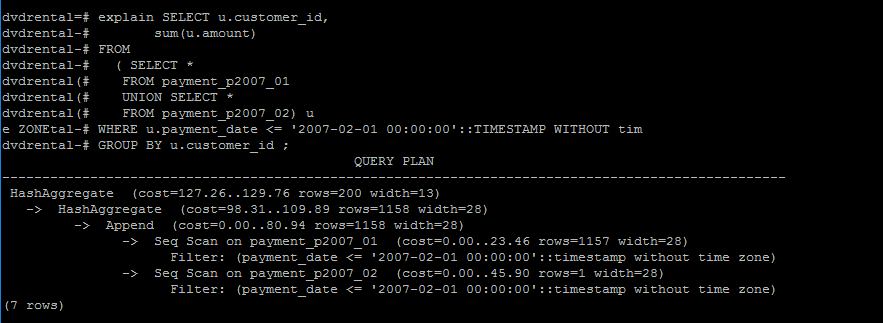 dvdrental=# explain SELECT u.customer_id,
dvdrental-#        sum(u.amount)
dvdrental-# FROM
dvdrental-#   ( SELECT *
dvdrental(#    FROM payment_p2007_01
dvdrental(#    UNION SELECT *
dvdrental(#    FROM payment_p2007_02) u
e ZONEtal-# WHERE u.payment_date <= '2007-02-01 00:00:00'::TIMESTAMP WITHOUT tim
dvdrental-# GROUP BY u.customer_id ;
QUERY PLAN
--------------------------------------------------------------------------------------------------
HashAggregate  (cost=127.26..129.76 rows=200 width=13)
->  HashAggregate  (cost=98.31..109.89 rows=1158 width=28)
->  Append  (cost=0.00..80.94 rows=1158 width=28)
->  Seq Scan on payment_p2007_01  (cost=0.00..23.46 rows=1157 width=28)
Filter: (payment_date <= '2007-02-01 00:00:00'::timestamp without time zone)
->  Seq Scan on payment_p2007_02  (cost=0.00..45.90 rows=1 width=28)
Filter: (payment_date <= '2007-02-01 00:00:00'::timestamp without time zone)
(7 rows)